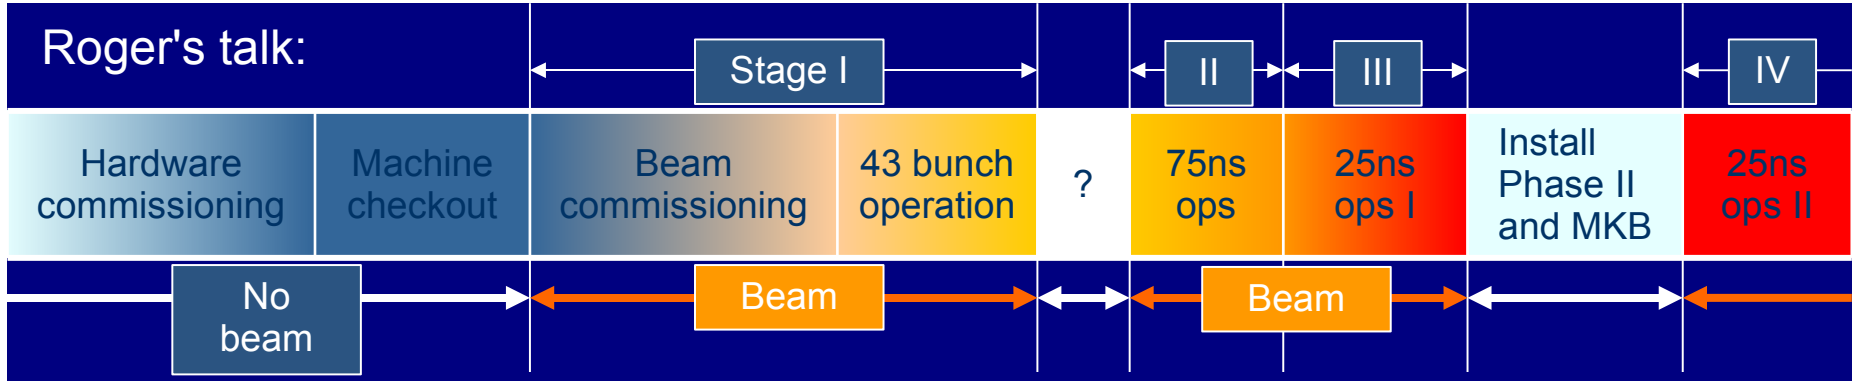 Roger's talk:
Stage I
II
III
IV
Hardware
commissioning
Machine
checkout
Beam
commissioning
43 bunch
operation
?
75ns
ops
25ns
ops I
Install
Phase II
and MKB
25ns
ops II
No
beam
Beam
Beam